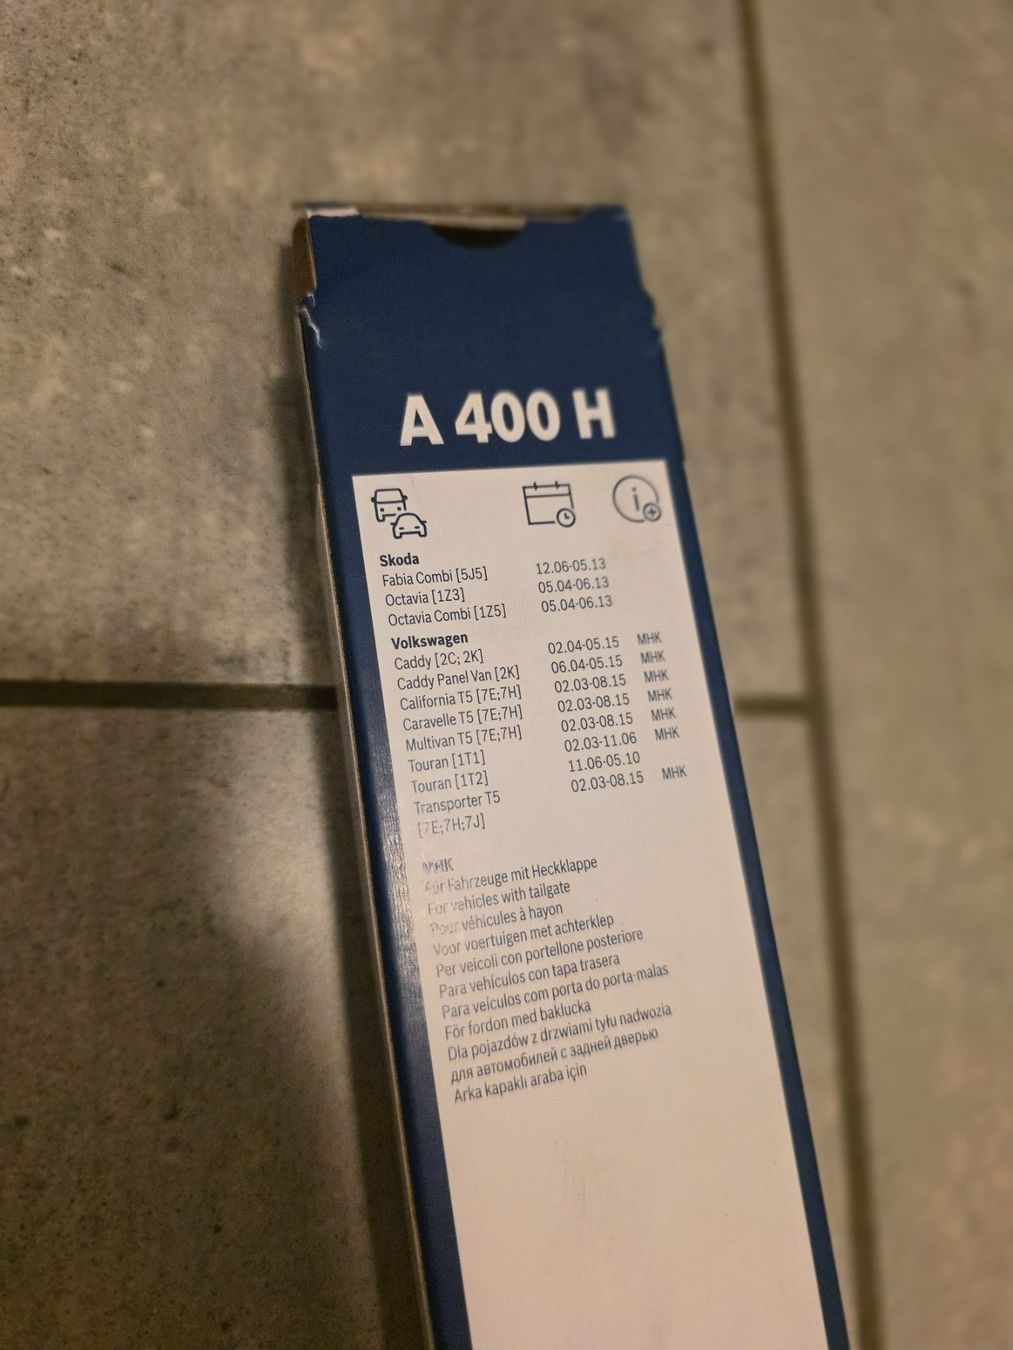 A 400 H
Skoda
Fabia Combi [5J5] 12.06-05.13
Octavia [1Z3] 05.04-06.13
Octavia Combi [1Z5] 05.04-06.13
Volkswagen
Caddy [2C; 2K] 02.04-05.15 MHK
Caddy Panel Van [2K] 06.04-05.15 MHK
California T5 [7E;7H] 02.03-08.15 MHK
Caravelle T5 [7E;7H] 02.03-08.15 MHK
Multivan T5 [7E;7H] 02.03-08.15 MHK
Touran [1T1] 02.03-11.06 MHK
Touran [1T2] 11.06-05.10
Transporter T5 02.03-08.15 MHK
[7E;7H;7J]
MHK
Für Fahrzeuge mit Heckklappe
For vehicles with tailgate
Pour véhicules à hayon
Voor voertuigen met achterklep
Per veicoli con portellone posteriore
Para vehículos con tapa trasera
Para veículos com porta do porta-malas
För fordon med baklucka
Dla pojazdów z drzwiami tyłu nadwozia
для автомобилей с задней дверью
Arka kapaklı araba için